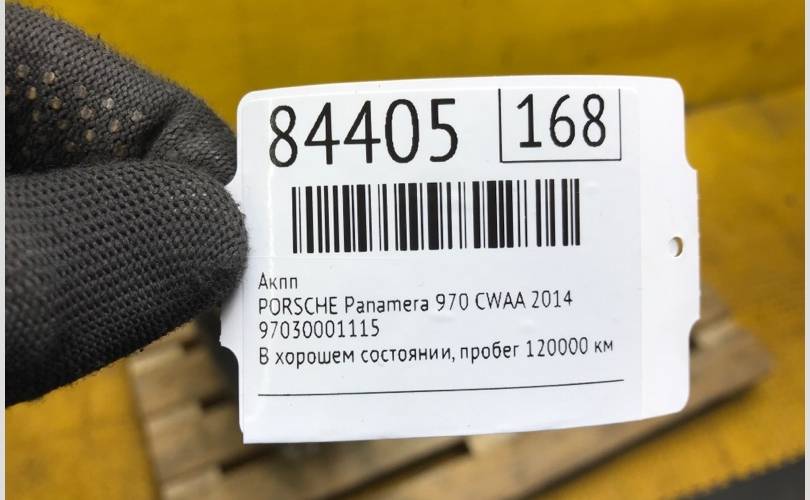 84405 168
Акпп
PORSCHE Panamera 970 CWAA 2014
97030001115
В хорошем состоянии, пробег 120000 км